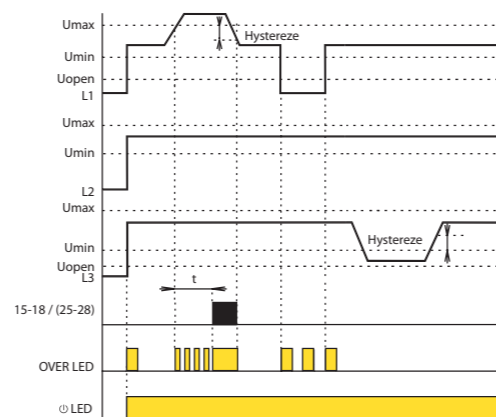 Umax
Hystereze
Umin
Uopen
L1
Umax
Umin
L2
Umax
Hystereze
Umin
Uopen
L3
t
15-18 / (25-28)
OVER LED
⏻ LED